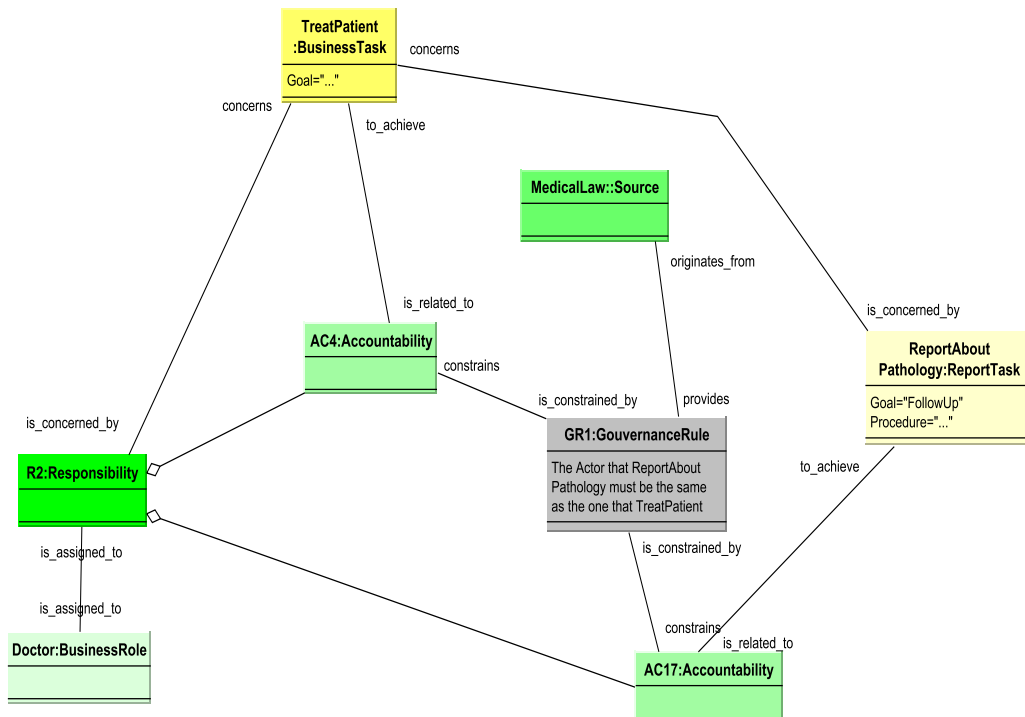 TreatPatient
:BusinessTask
Goal="..."
concerns
concerns
to_achieve
MedicalLaw::Source
originates_from
is_related_to
is_concerned_by
AC4:Accountability
constrains
ReportAbout
Pathology:ReportTask
Goal="FollowUp"
Procedure="..."
is_constrained_by
provides
is_concerned_by
GR1:GouvernanceRule
The Actor that ReportAbout
Pathology must be the same
as the one that TreatPatient
R2:Responsibility
to_achieve
is_constrained_by
is_assigned_to
is_assigned_to
constrains
is_related_to
Doctor:BusinessRole
AC17:Accountability